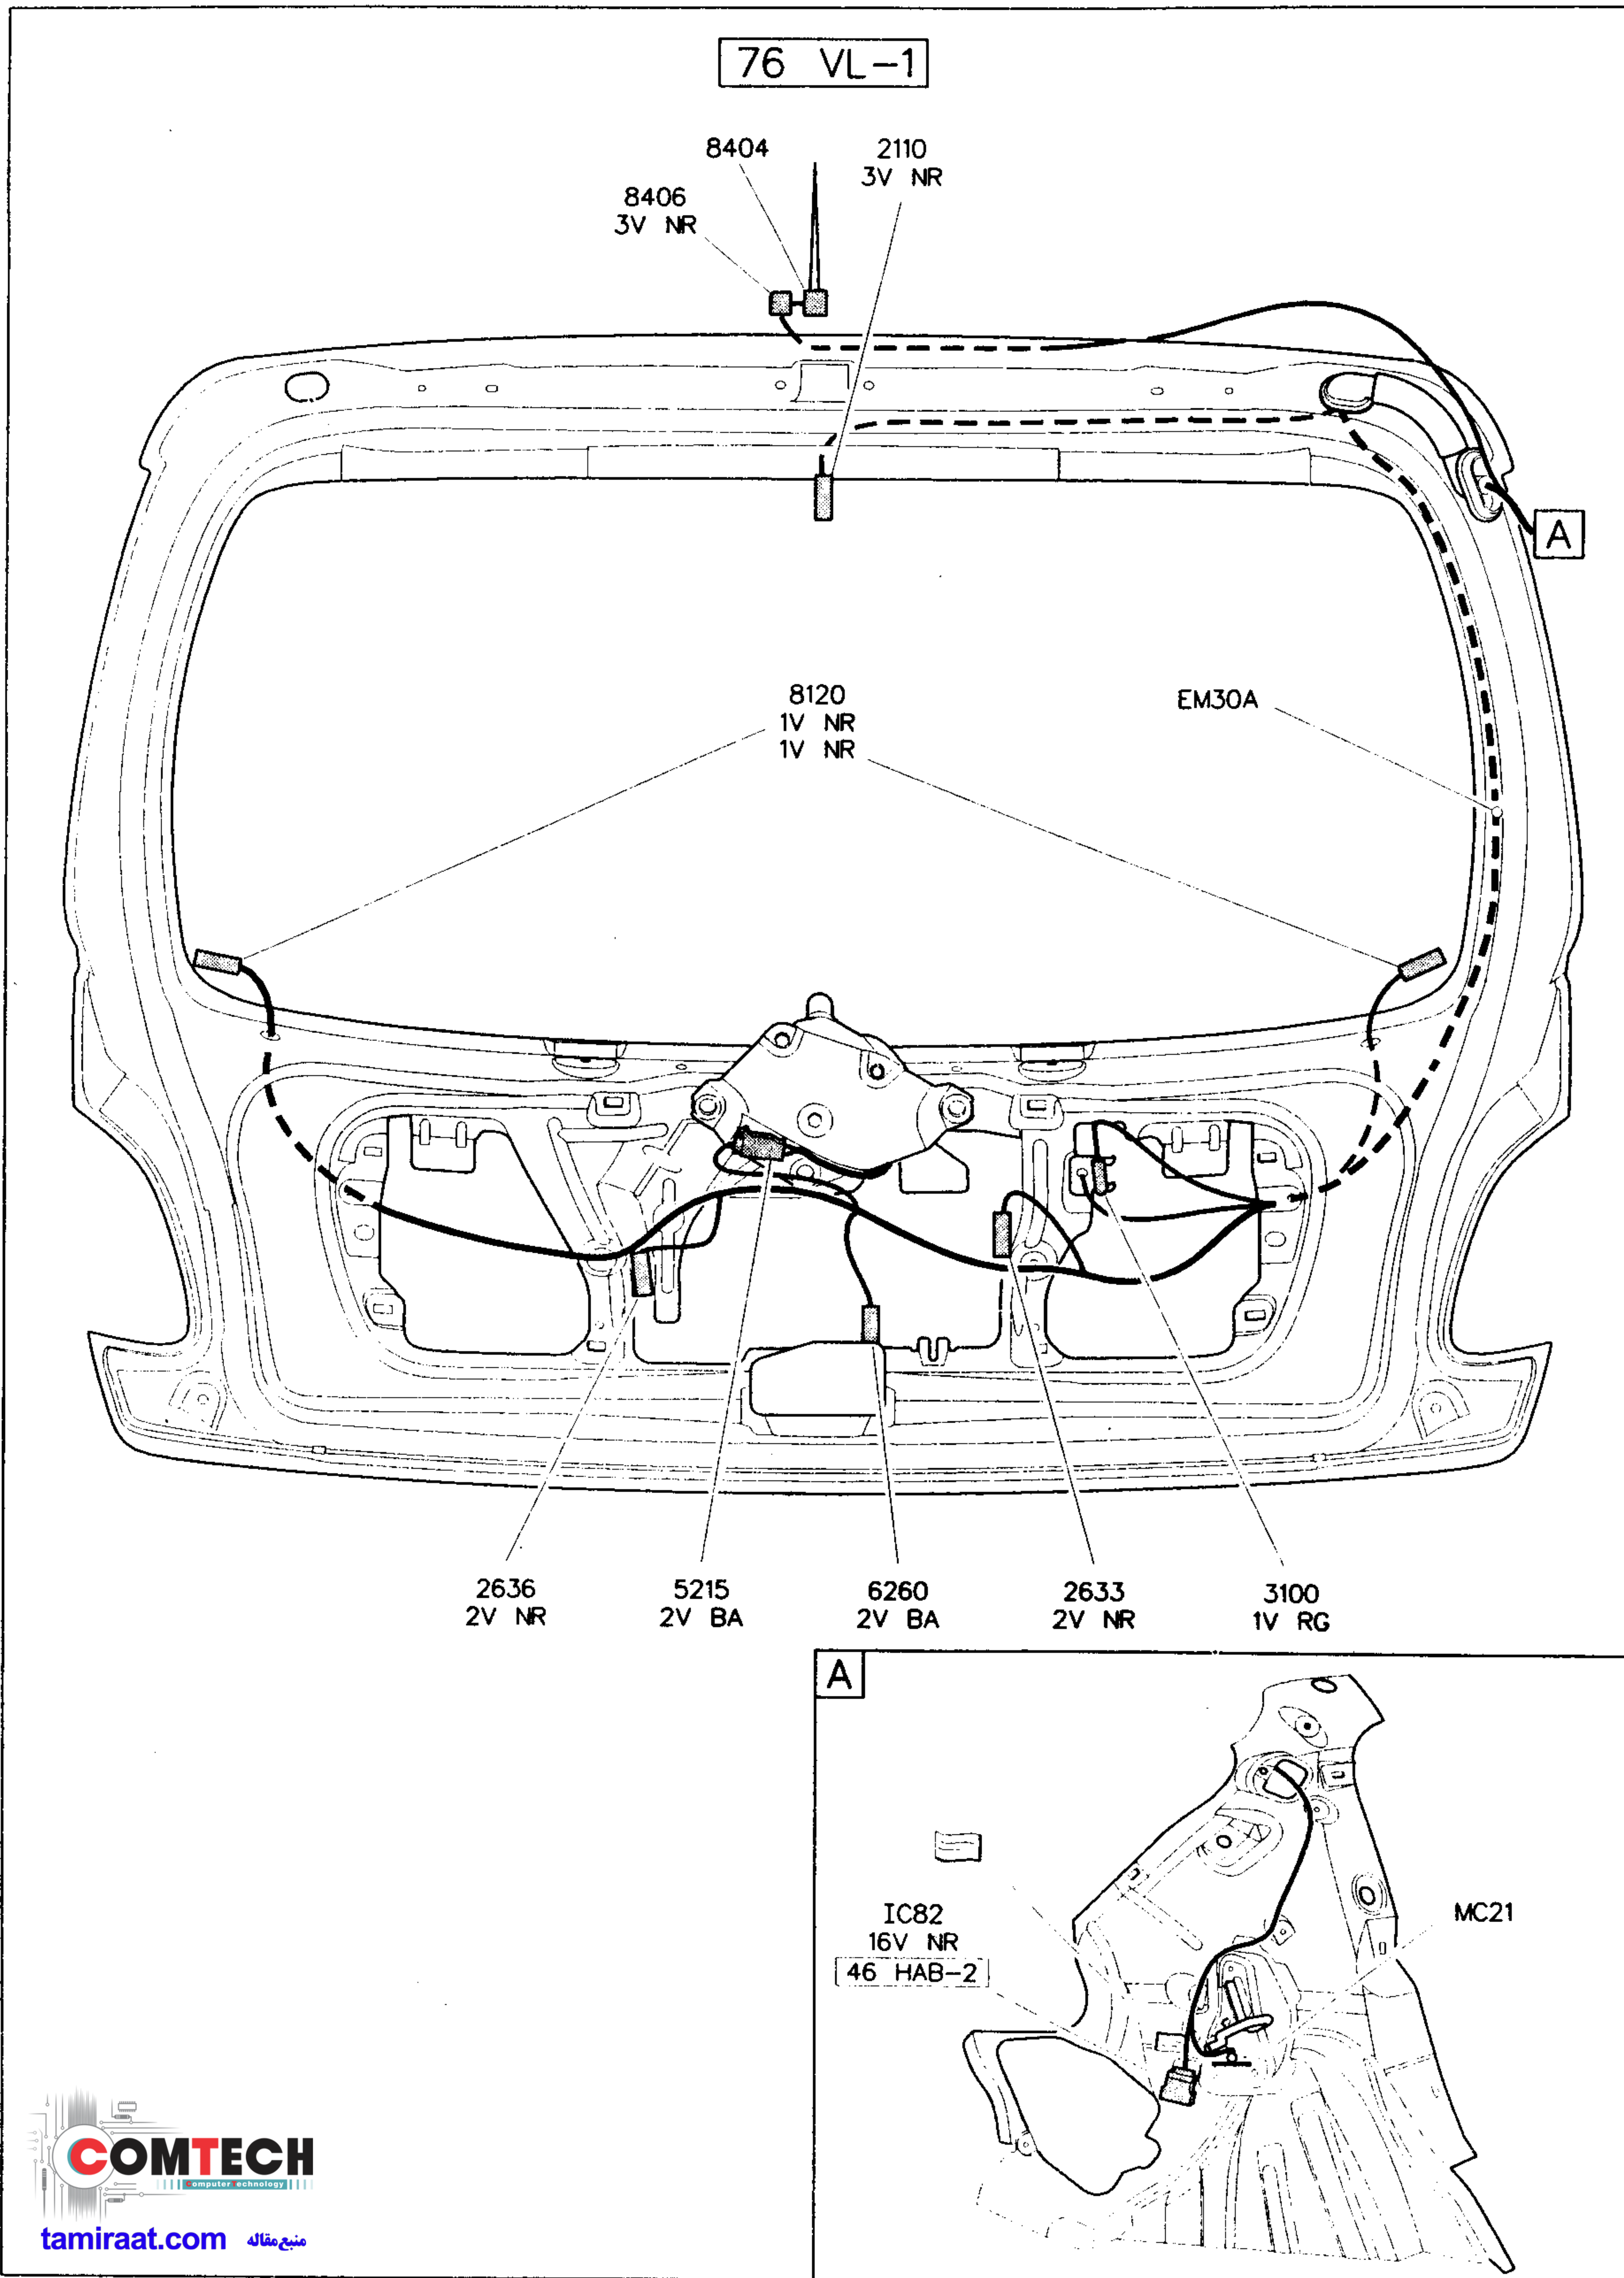 76 VL-1
8404
2110
3V NR
8406
3V NR
A
8120
1V NR
1V NR
EM30A
2636
2V NR
5215
2V BA
6260
2V BA
2633
2V NR
3100
1V RG
A
IC82
16V NR
46 HAB-2
MC21
COMTECH
Computer Technology
tamiraat.com منبع مقاله